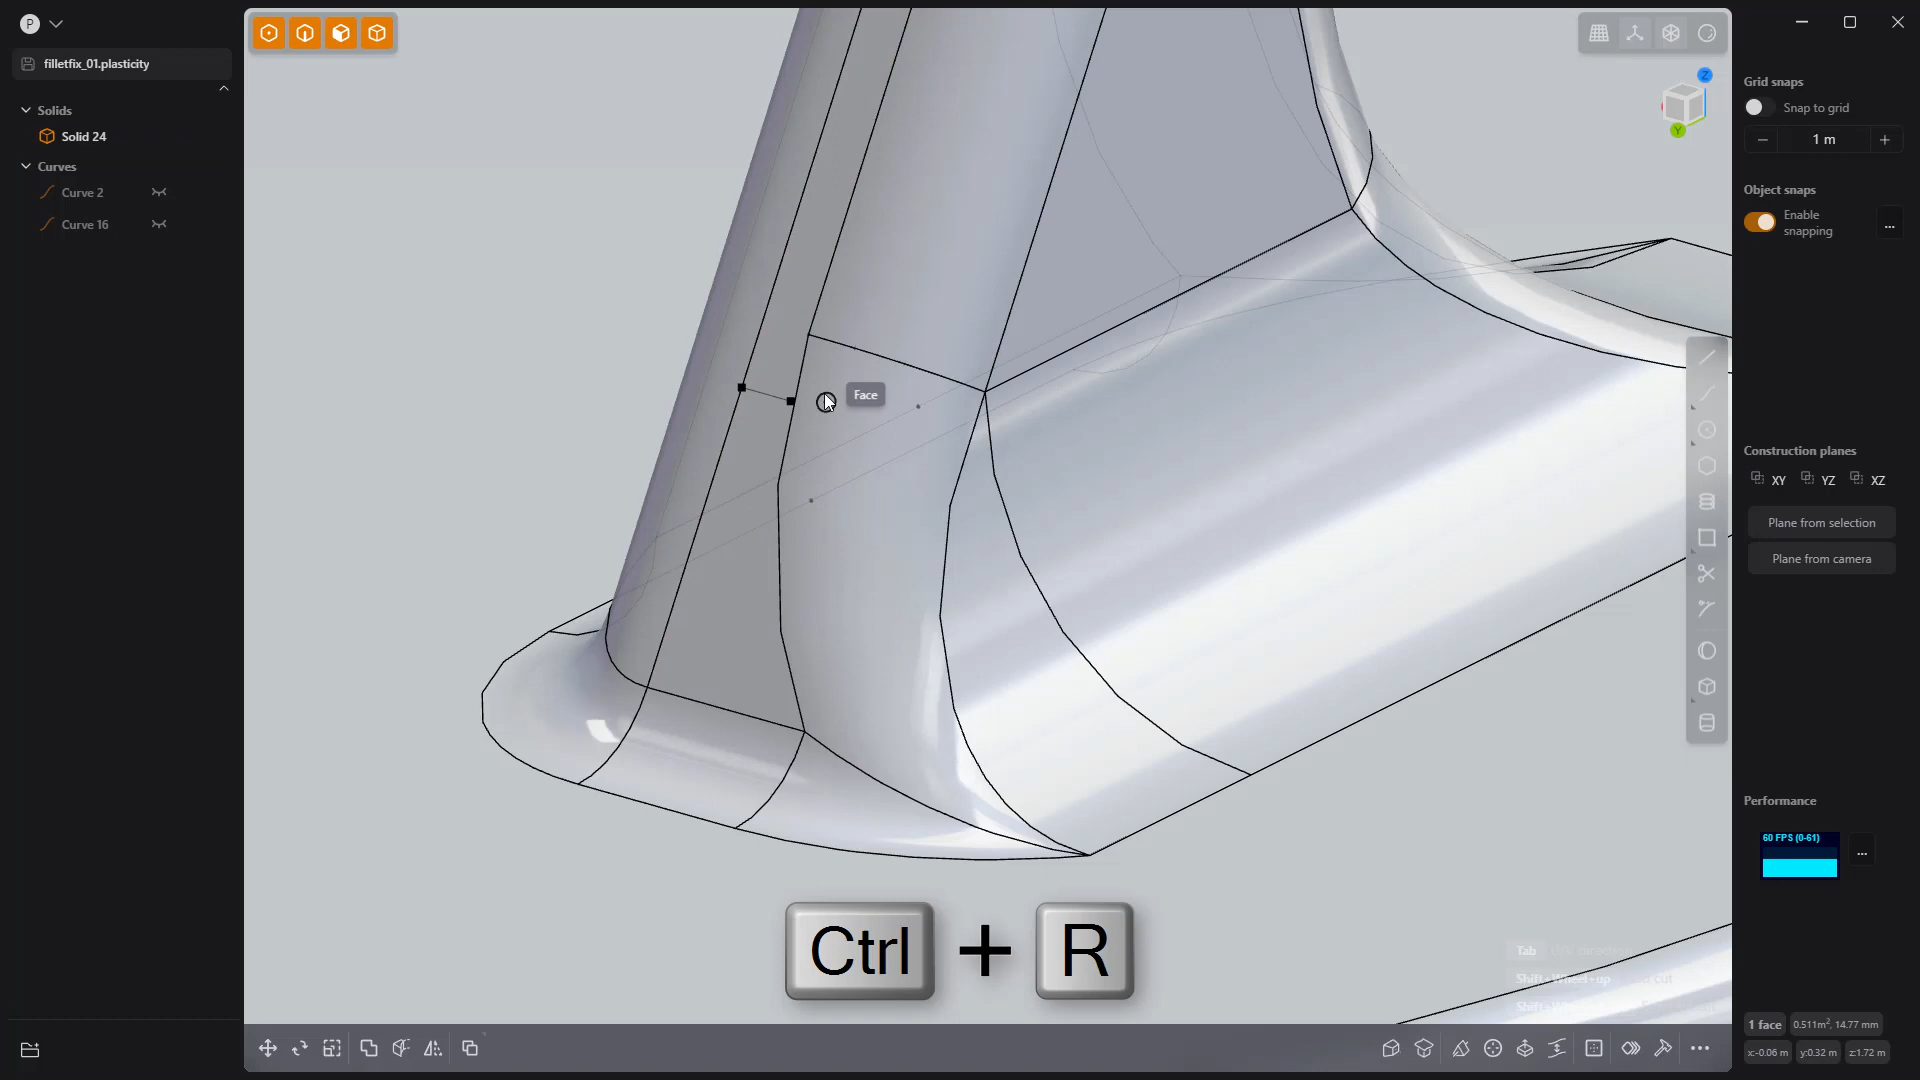 P
filletfix_01.plasticity
Solids
Solid 24
Curves
Curve 2
Curve 16
Z
Y
Face
Ctrl + R
Tab
Grid snaps
Snap to grid
1 m
Object snaps
Enable
snapping
...
Construction planes
XY
YZ
XZ
Plane from selection
Plane from camera
Performance
60 FPS (0-61)
...
1 face
0.511m², 14.77 mm
x:-0.06 m
y:0.32 m
z:1.72 m